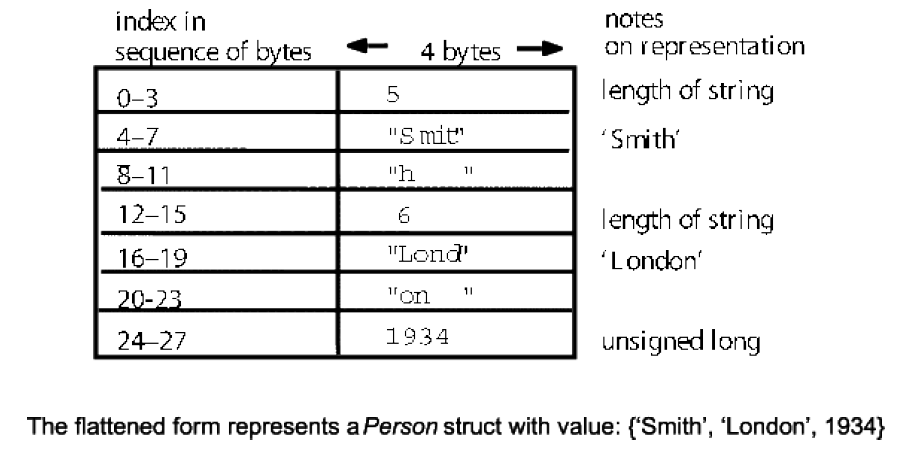 index in
sequence of bytes
4 bytes
notes
on representation
0–3 5 length of string
4–7 "Smit" 'Smith'
8–11 "h   "
12–15 6 length of string
16–19 "Lond" 'London'
20-23 "on  "
24–27 1934 unsigned long
The flattened form represents a Person struct with value: {'Smith', 'London', 1934}